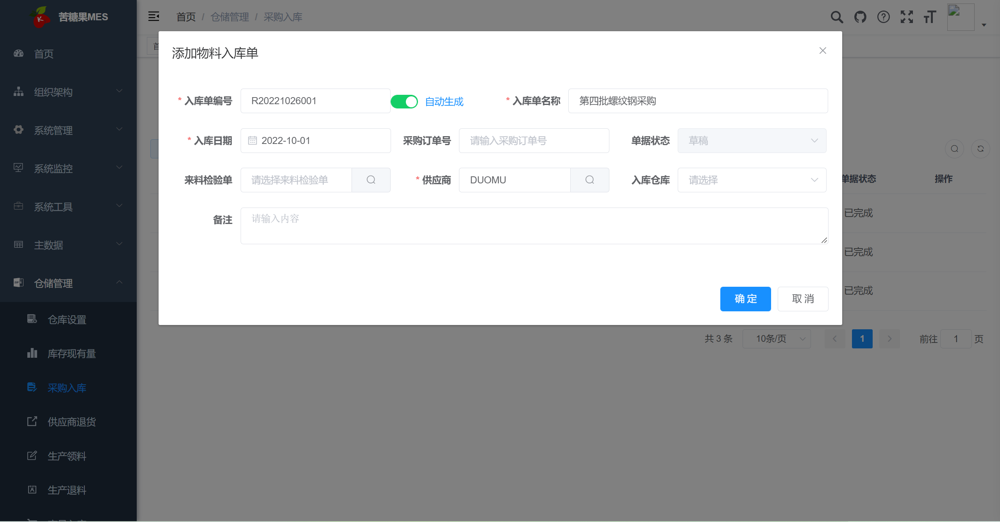 苦糖果MES
首页 / 仓储管理 / 采购入库
首页
组织架构
系统管理
系统监控
系统工具
主数据
仓储管理
仓库设置
库存现有量
采购入库
供应商退货
生产领料
生产退料
首
添加物料入库单
* 入库单编号 R20221026001 自动生成 * 入库单名称 第四批螺纹钢采购
* 入库日期 2022-10-01 采购订单号 请输入采购订单号 单据状态 草稿
来料检验单 请选择来料检验单 * 供应商 DUOMU 入库仓库 请选择
备注 请输入内容
确 定 取 消
单据状态 操作
已完成
已完成
已完成
共 3 条 10条/页 1 前往 1 页